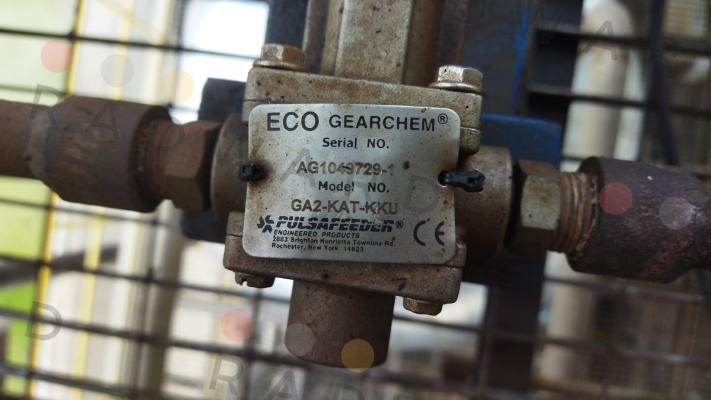 ECO GEARCHEM®
Serial NO.
AG1049729-1
Model NO.
GA2-KAT-KKU
PULSAFEEDER®
ENGINEERED PRODUCTS
2883 Brighton Henrietta Townline Rd.
Rochester, New York 14623
CE